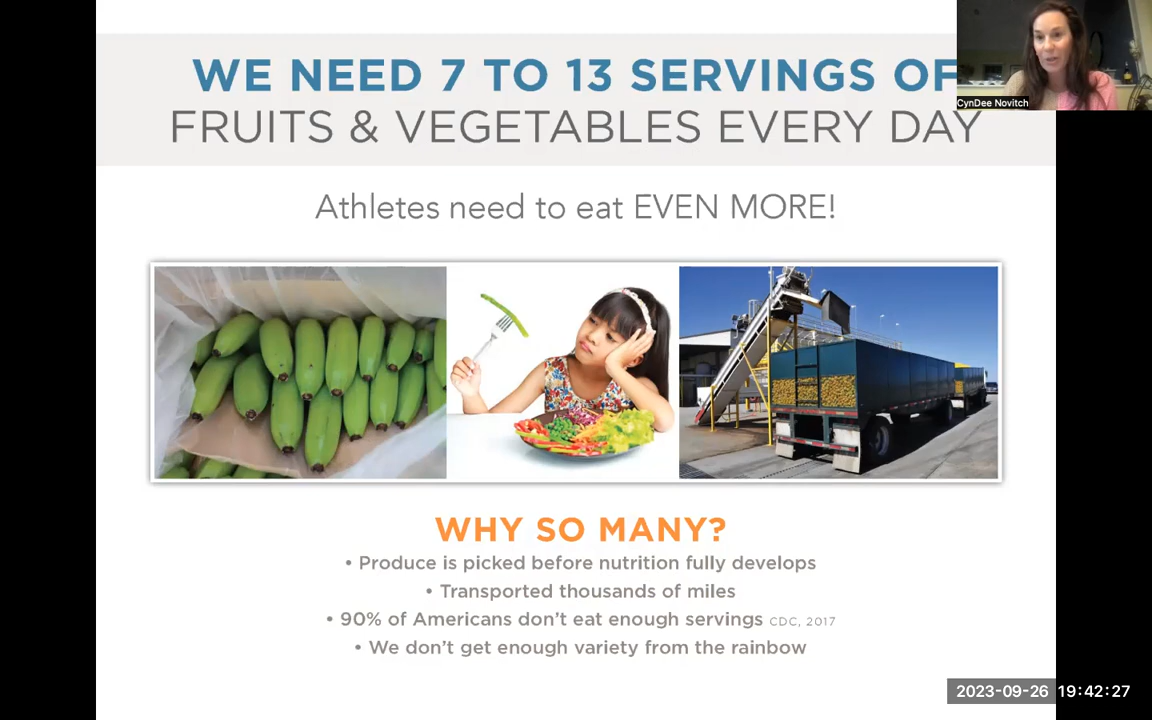 WE NEED 7 TO 13 SERVINGS OF
FRUITS & VEGETABLES EVERY DAY
CynDee Novitch
Athletes need to eat EVEN MORE!
WHY SO MANY?
• Produce is picked before nutrition fully develops
• Transported thousands of miles
• 90% of Americans don't eat enough servings CDC, 2017
• We don't get enough variety from the rainbow
2023-09-26 19:42:27